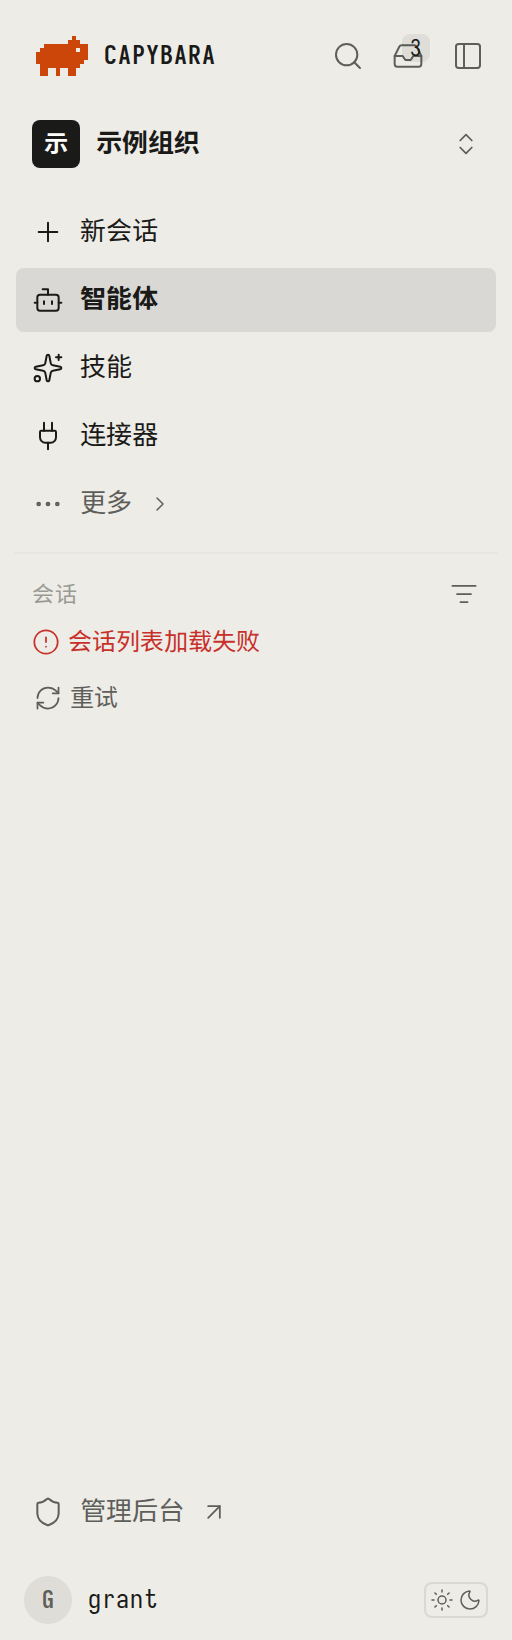 CAPYBARA
3
示 示例组织
新会话
智能体
技能
连接器
更多
会话
会话列表加载失败
重试
管理后台
G grant